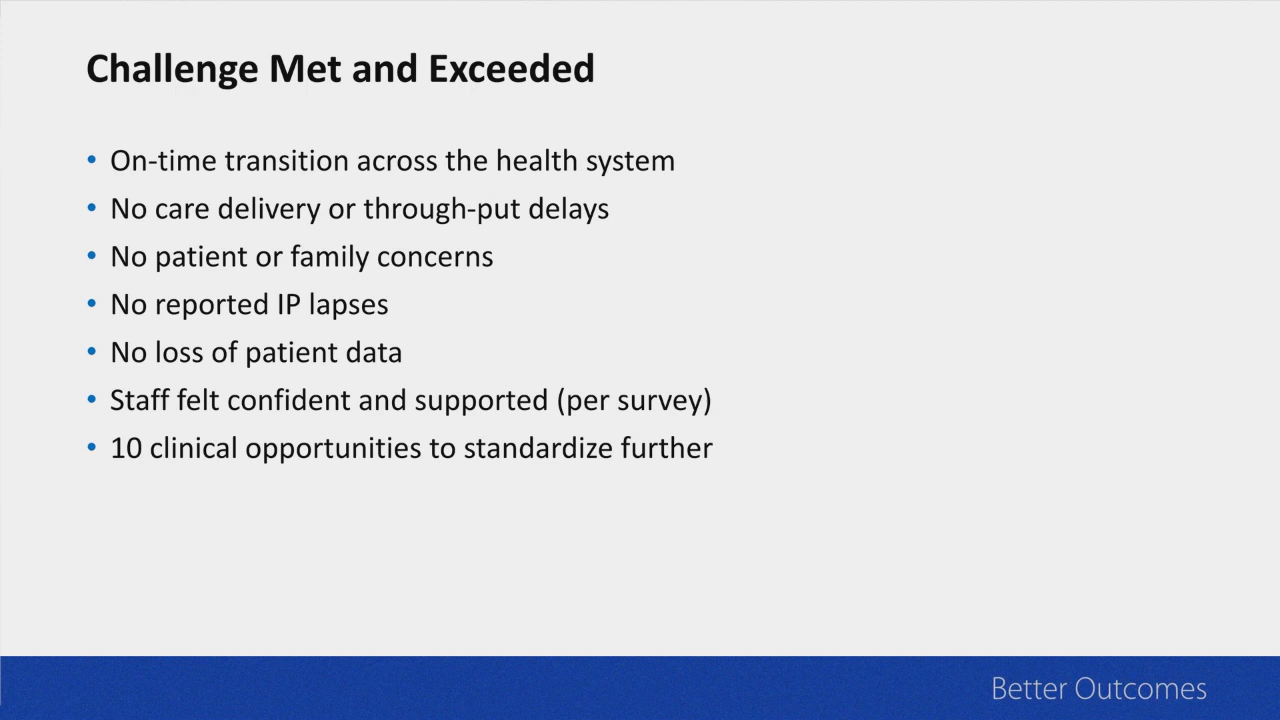 Challenge Met and Exceeded
• On-time transition across the health system
• No care delivery or through-put delays
• No patient or family concerns
• No reported IP lapses
• No loss of patient data
• Staff felt confident and supported (per survey)
• 10 clinical opportunities to standardize further
Better Outcomes